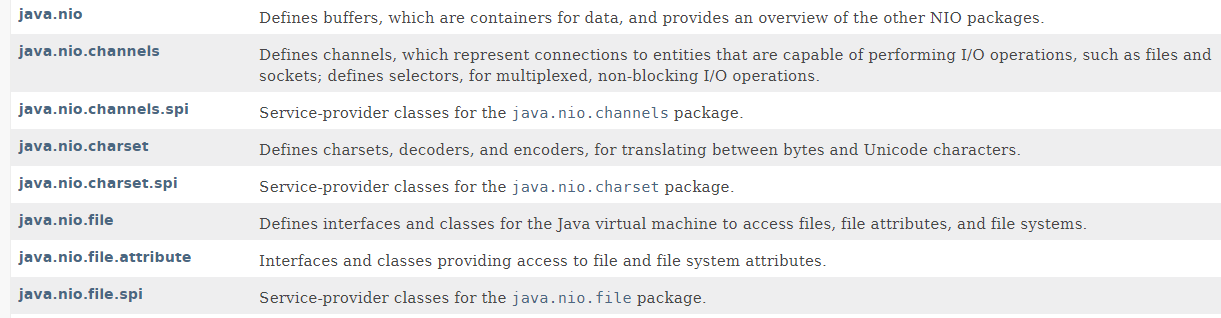 java.nio Defines buffers, which are containers for data, and provides an overview of the other NIO packages.
java.nio.channels Defines channels, which represent connections to entities that are capable of performing I/O operations, such as files and
sockets; defines selectors, for multiplexed, non-blocking I/O operations.
java.nio.channels.spi Service-provider classes for the java.nio.channels package.
java.nio.charset Defines charsets, decoders, and encoders, for translating between bytes and Unicode characters.
java.nio.charset.spi Service-provider classes for the java.nio.charset package.
java.nio.file Defines interfaces and classes for the Java virtual machine to access files, file attributes, and file systems.
java.nio.file.attribute Interfaces and classes providing access to file and file system attributes.
java.nio.file.spi Service-provider classes for the java.nio.file package.